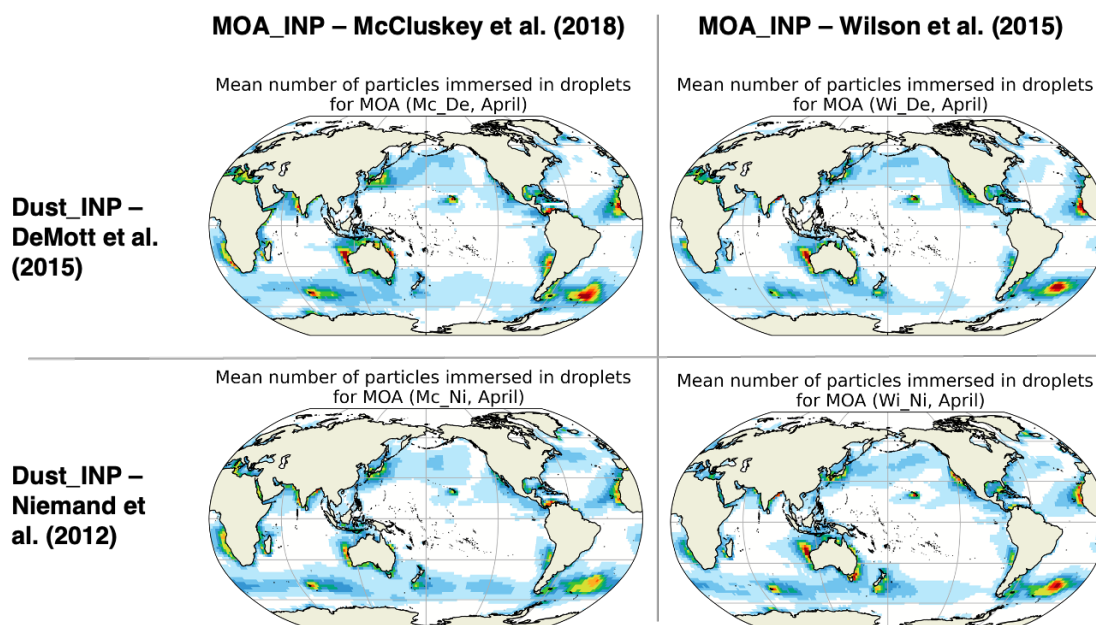 MOA_INP – McCluskey et al. (2018)
MOA_INP – Wilson et al. (2015)
Dust_INP –
DeMott et al.
(2015)
Mean number of particles immersed in droplets
for MOA (Mc_De, April)
Mean number of particles immersed in droplets
for MOA (Wi_De, April)
Dust_INP –
Niemand et
al. (2012)
Mean number of particles immersed in droplets
for MOA (Mc_Ni, April)
Mean number of particles immersed in droplets
for MOA (Wi_Ni, April)